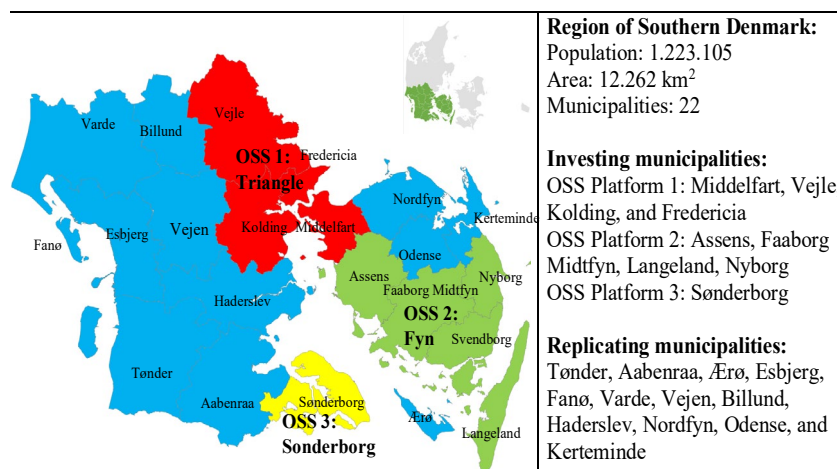 Varde
Billund
Vejle
OSS 1:
Triangle
Fredericia
Fanø
Esbjerg
Vejen
Kolding
Middelfart
Nordfyn
Kerteminde
Odense
Assens
Nyborg
Faaborg Midtfyn
Haderslev
OSS 2:
Fyn
Svendborg
Tønder
Aabenraa
Sønderborg
OSS 3:
Sonderborg
Ærø
Langeland
Region of Southern Denmark:
Population: 1.223.105
Area: 12.262 km²
Municipalities: 22
Investing municipalities:
OSS Platform 1: Middelfart, Vejle
Kolding, and Fredericia
OSS Platform 2: Assens, Faaborg
Midtfyn, Langeland, Nyborg
OSS Platform 3: Sønderborg
Replicating municipalities:
Tønder, Aabenraa, Ærø, Esbjerg,
Fanø, Varde, Vejen, Billund,
Haderslev, Nordfyn, Odense, and
Kerteminde